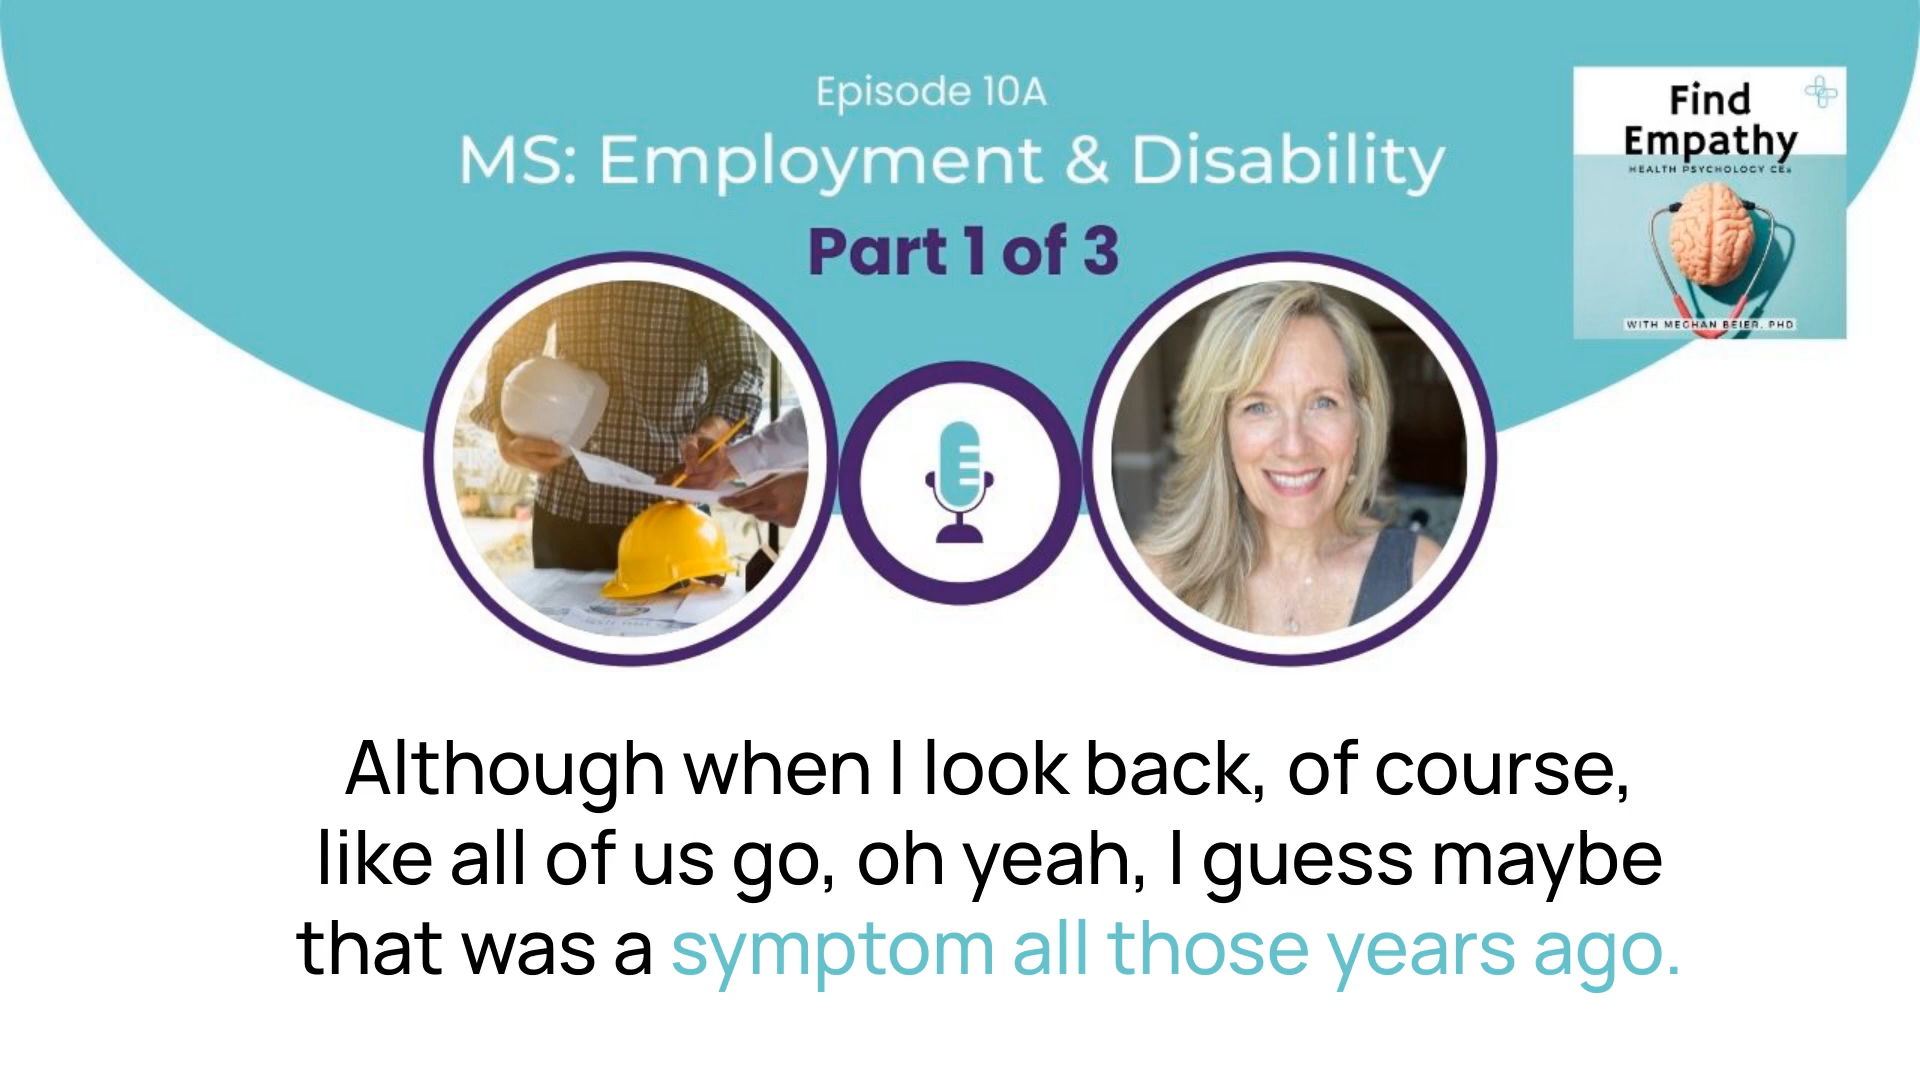 Episode 10A
MS: Employment & Disability
Part 1 of 3
Find
Empathy
HEALTH PSYCHOLOGY CEs
WITH MEGHAN BEIER, PHD
Although when I look back, of course,
like all of us go, oh yeah, I guess maybe
that was a symptom all those years ago.